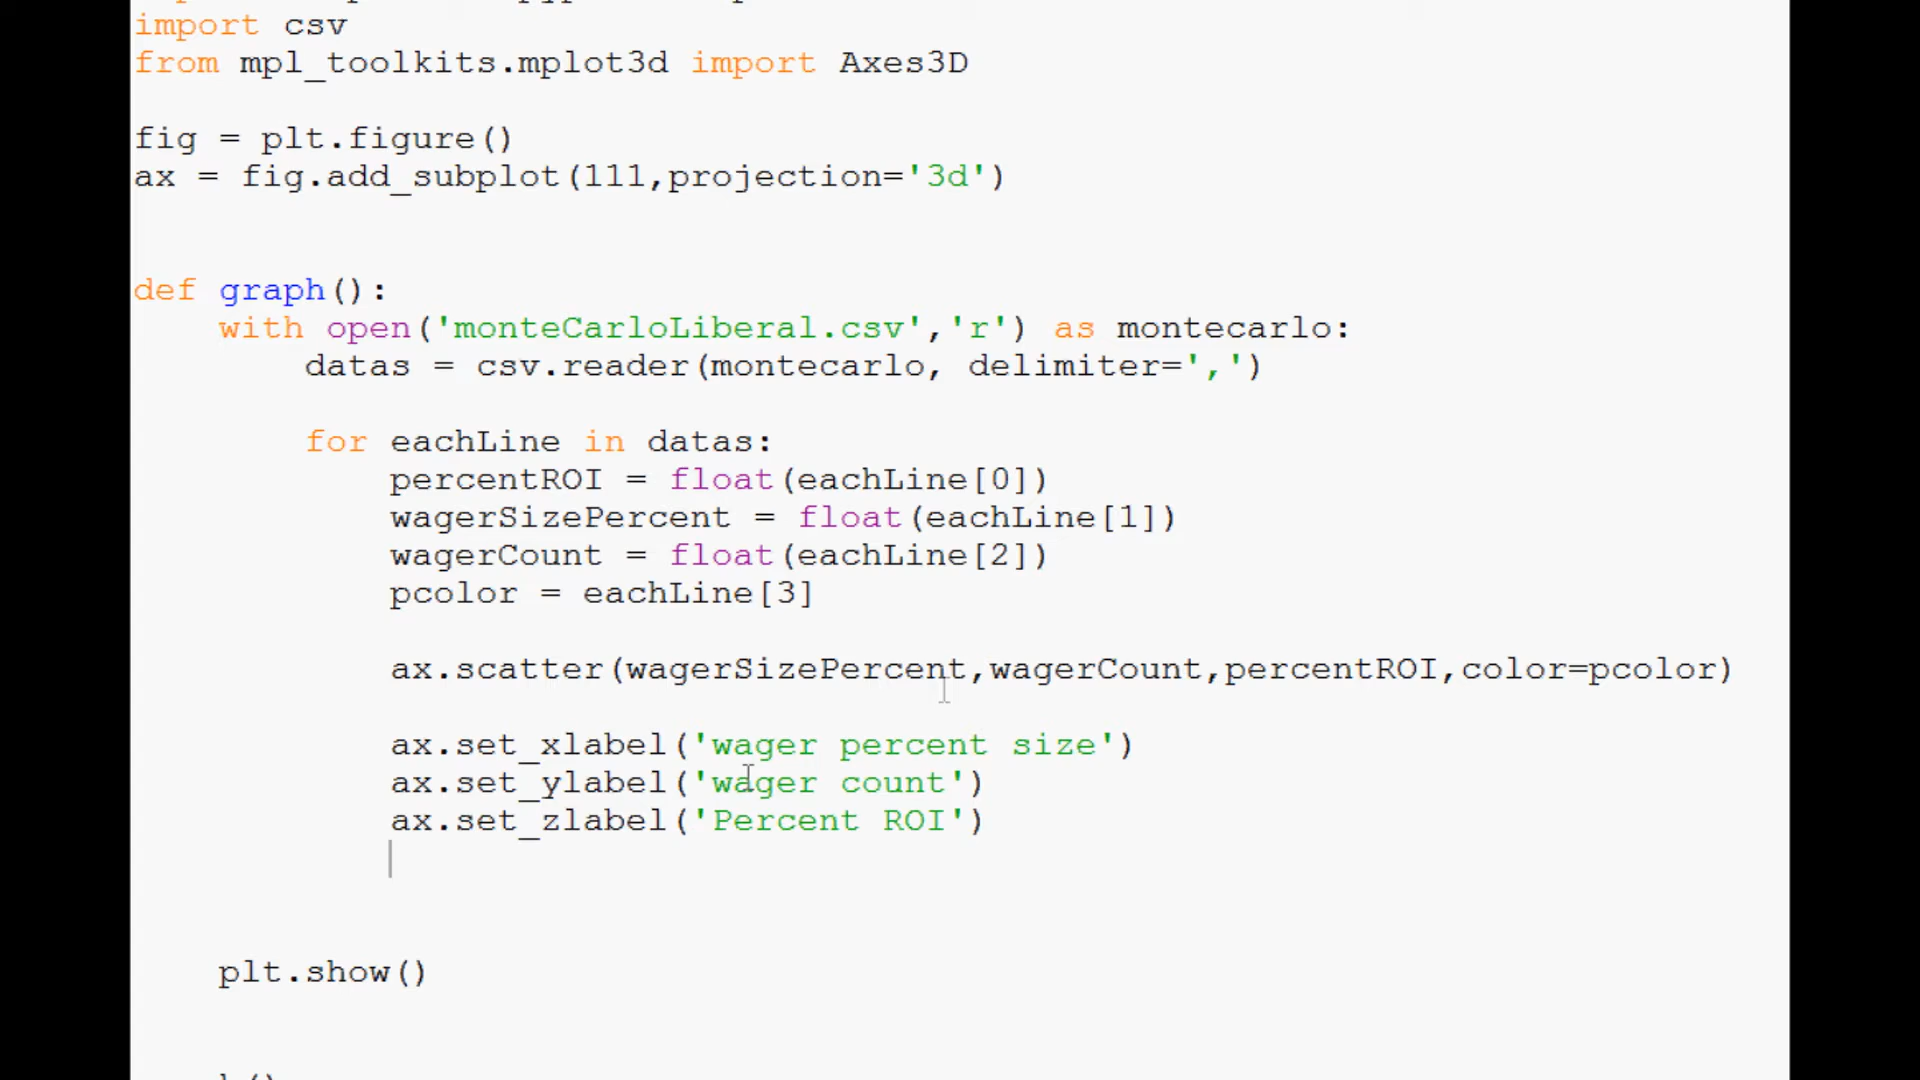 import csv
from mpl_toolkits.mplot3d import Axes3D
fig = plt.figure()
ax = fig.add_subplot(111,projection='3d')
def graph():
with open('monteCarloLiberal.csv','r') as montecarlo:
datas = csv.reader(montecarlo, delimiter=',')
for eachLine in datas:
percentROI = float(eachLine[0])
wagerSizePercent = float(eachLine[1])
wagerCount = float(eachLine[2])
pcolor = eachLine[3]
ax.scatter(wagerSizePercent,wagerCount,percentROI,color=pcolor)
ax.set_xlabel('wager percent size')
ax.set_ylabel('wager count')
ax.set_zlabel('Percent ROI')
plt.show()